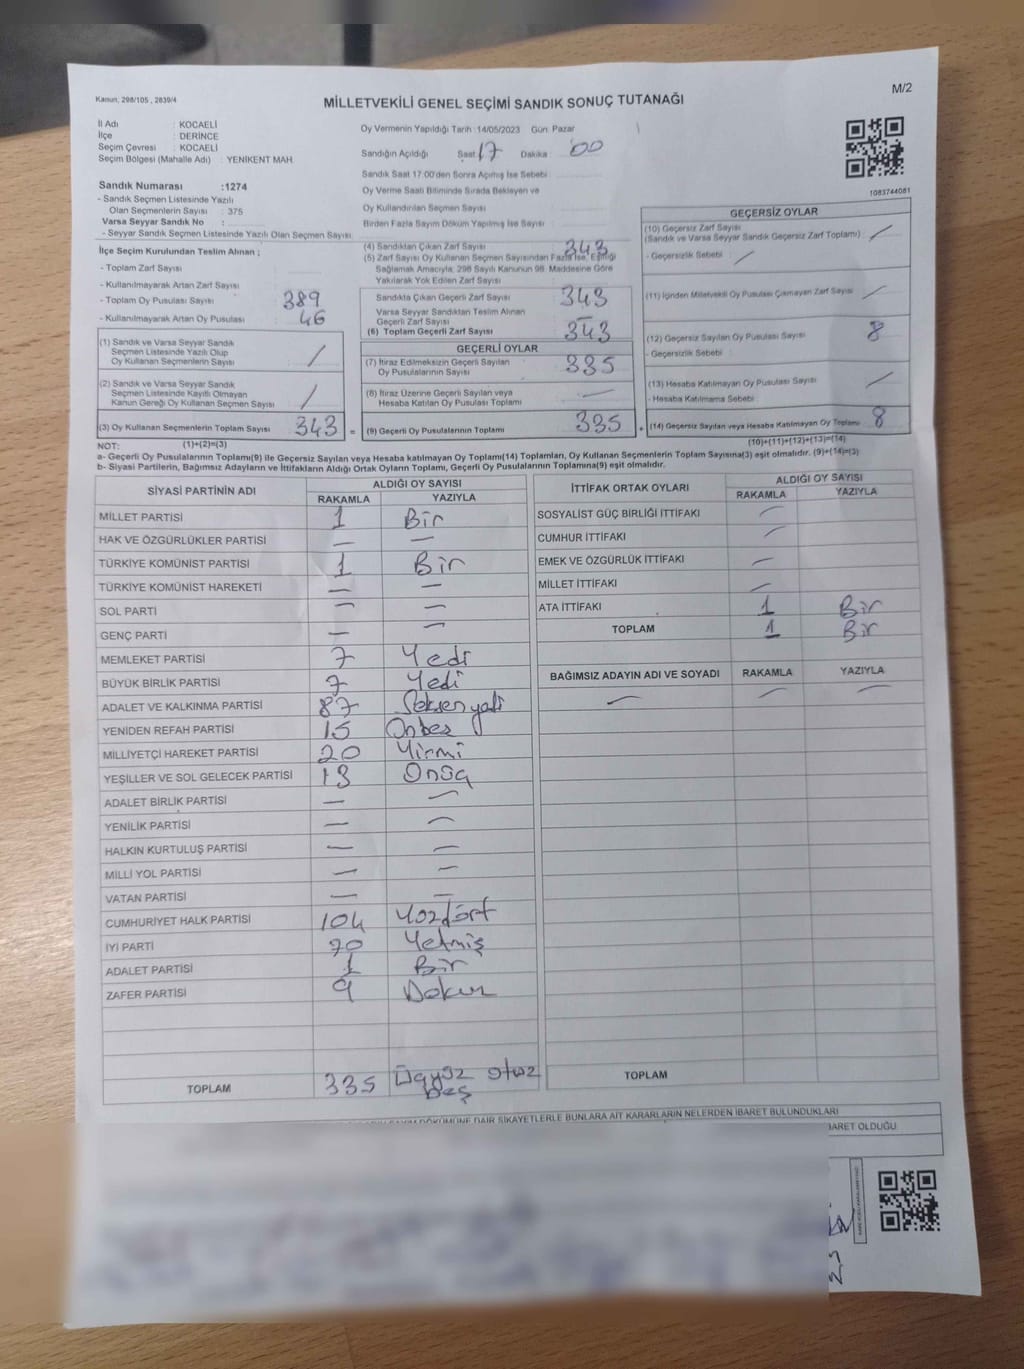 Kanun, 298/105 , 2839/4
MİLLETVEKİLİ GENEL SEÇİMİ SANDIK SONUÇ TUTANAĞI
M/2
İl Adı : KOCAELİ
İlçe : DERİNCE
Seçim Çevresi : KOCAELİ
Seçim Bölgesi (Mahalle Adı) : YENIKENT MAH
Oy Vermenin Yapıldığı Tarih :14/05/2023 Gün: Pazar
Sandığın Açıldığı Saat 17 Dakika 00
Sandık Saat 17.00'den Sonra Açılmış İse Sebebi
Oy Verme Saati Bitiminde Sırada Bekleyen ve
Oy Kullandırılan Seçmen Sayısı
Birden Fazla Sayım Döküm Yapılmış İse Sayısı
1083744081
Sandık Numarası :1274
- Sandık Seçmen Listesinde Yazılı
Olan Seçmenlerin Sayısı : 375
Varsa Seyyar Sandık No :
- Seyyar Sandık Listesinde Yazılı Olan Seçmen Sayısı:
İlçe Seçim Kurulundan Teslim Alınan ;
- Toplam Zarf Sayısı
- Kullanılmayarak Artan Zarf Sayısı
- Toplam Oy Pusulası Sayısı 389
- Kullanılmayarak Artan Oy Pusulası 46
(1) Sandık ve Varsa Seyyar Sandık
Seçmen Listesinde Yazılı Olup
Oy Kullanan Seçmenlerin Sayısı /
(2) Sandık ve Varsa Seyyar Sandık
Seçmen Listesinde Kayıtlı Olmayan
Kanun Gereği Oy Kullanan Seçmen Sayısı /
(3) Oy Kullanan Seçmenlerin Toplam Sayısı 343 =
(4) Sandıktan Çıkan Zarf Sayısı 343
(5) Zarf Sayısı Oy Kullanan Seçmen Sayısından Fazla İse, Eşitliği
Sağlamak Amacıyla, 298 Sayılı Kanunun 98. Maddesine Göre
Yakılarak Yok Edilen Zarf Sayısı —
Sandıkta Çıkan Geçerli Zarf Sayısı 343
Varsa Seyyar Sandıktan Teslim Alınan
Geçerli Zarf Sayısı —
(6) Toplam Geçerli Zarf Sayısı 343
GEÇERLİ OYLAR
(7) İtiraz Edilmeksizin Geçerli Sayılan
Oy Pusulalarının Sayısı 335
(8) İtiraz Üzerine Geçerli Sayılan veya
Hesaba Katılan Oy Pusulası Toplamı —
(9) Geçerli Oy Pusulalarının Toplamı 335 +
GEÇERSİZ OYLAR
(10) Geçersiz Zarf Sayısı
(Sandık ve Varsa Seyyar Sandık Geçersiz Zarf Toplamı) : /
- Geçersizlik Sebebi : /
(11) İçinden Milletvekili Oy Pusulası Çıkmayan Zarf Sayısı /
(12) Geçersiz Sayılan Oy Pusulası Sayısı 8
- Geçersizlik Sebebi :
(13) Hesaba Katılmayan Oy Pusulası Sayısı /
- Hesaba Katılmama Sebebi :
(14) Geçersiz Sayılan veya Hesaba Katılmayan Oy Toplamı 8
NOT: (1)+(2)=(3)
(10)+(11)+(12)+(13)=(14)
a- Geçerli Oy Pusulalarının Toplamı(9) ile Geçersiz Sayılan veya Hesaba katılmayan Oy Toplamı(14) Toplamları, Oy Kullanan Seçmenlerin Toplam Sayısına(3) eşit olmalıdır. (9)+(14)=(3)
b- Siyasi Partilerin, Bağımsız Adayların ve İttifakların Aldığı Ortak Oyların Toplamı, Geçerli Oy Pusulalarının Toplamına(9) eşit olmalıdır.
SİYASİ PARTİNİN ADI ALDIĞI OY SAYISI
RAKAMLA YAZIYLA
MİLLET PARTİSİ 1 Bir
HAK VE ÖZGÜRLÜKLER PARTİSİ — —
TÜRKİYE KOMÜNİST PARTİSİ 1 Bir
TÜRKİYE KOMÜNİST HAREKETİ — —
SOL PARTİ — —
GENÇ PARTİ — —
MEMLEKET PARTİSİ 7 Yedi
BÜYÜK BİRLİK PARTİSİ 7 Yedi
ADALET VE KALKINMA PARTİSİ 87 Seksenyedi
YENİDEN REFAH PARTİSİ 15 Onbeş
MİLLİYETÇİ HAREKET PARTİSİ 20 Yirmi
YEŞİLLER VE SOL GELECEK PARTİSİ 13 Onüç
ADALET BİRLİK PARTİSİ — —
YENİLİK PARTİSİ — —
HALKIN KURTULUŞ PARTİSİ — —
MİLLİ YOL PARTİSİ — —
VATAN PARTİSİ — —
CUMHURİYET HALK PARTİSİ 104 Yüzdört
İYİ PARTİ 70 Yetmiş
ADALET PARTİSİ 1 Bir
ZAFER PARTİSİ 9 Dokuz
TOPLAM 335 Üçyüz otuz
beş
İTTİFAK ORTAK OYLARI ALDIĞI OY SAYISI
RAKAMLA YAZIYLA
SOSYALİST GÜÇ BİRLİĞİ İTTİFAKI —
CUMHUR İTTİFAKI —
EMEK VE ÖZGÜRLÜK İTTİFAKI —
MİLLET İTTİFAKI —
ATA İTTİFAKI 1 Bir
TOPLAM 1 Bir
BAĞIMSIZ ADAYIN ADI VE SOYADI RAKAMLA YAZIYLA
— — —
TOPLAM
DÖKÜMÜNE DAİR ŞİKAYETLERLE BUNLARA AİT KARARLARIN NELERDEN İBARET BULUNDUKLARI
İBARET OLDUĞU